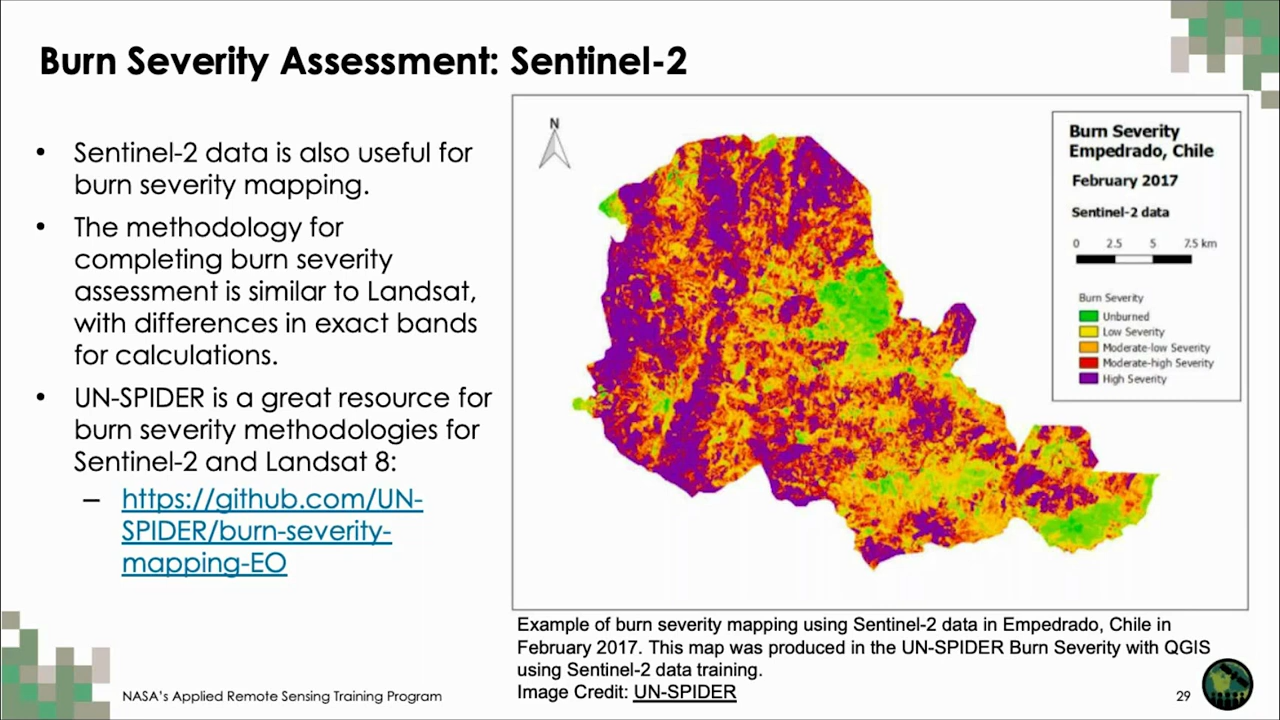 Burn Severity Assessment: Sentinel-2
• Sentinel-2 data is also useful for
burn severity mapping.
• The methodology for
completing burn severity
assessment is similar to Landsat,
with differences in exact bands
for calculations.
• UN-SPIDER is a great resource for
burn severity methodologies for
Sentinel-2 and Landsat 8:
– https://github.com/UN-
SPIDER/burn-severity-
mapping-EO
N
Burn Severity
Empedrado, Chile
February 2017
Sentinel-2 data
0 2.5 5 7.5 km
Burn Severity
Unburned
Low Severity
Moderate-low Severity
Moderate-high Severity
High Severity
Example of burn severity mapping using Sentinel-2 data in Empedrado, Chile in
February 2017. This map was produced in the UN-SPIDER Burn Severity with QGIS
using Sentinel-2 data training.
Image Credit: UN-SPIDER
NASA's Applied Remote Sensing Training Program
29